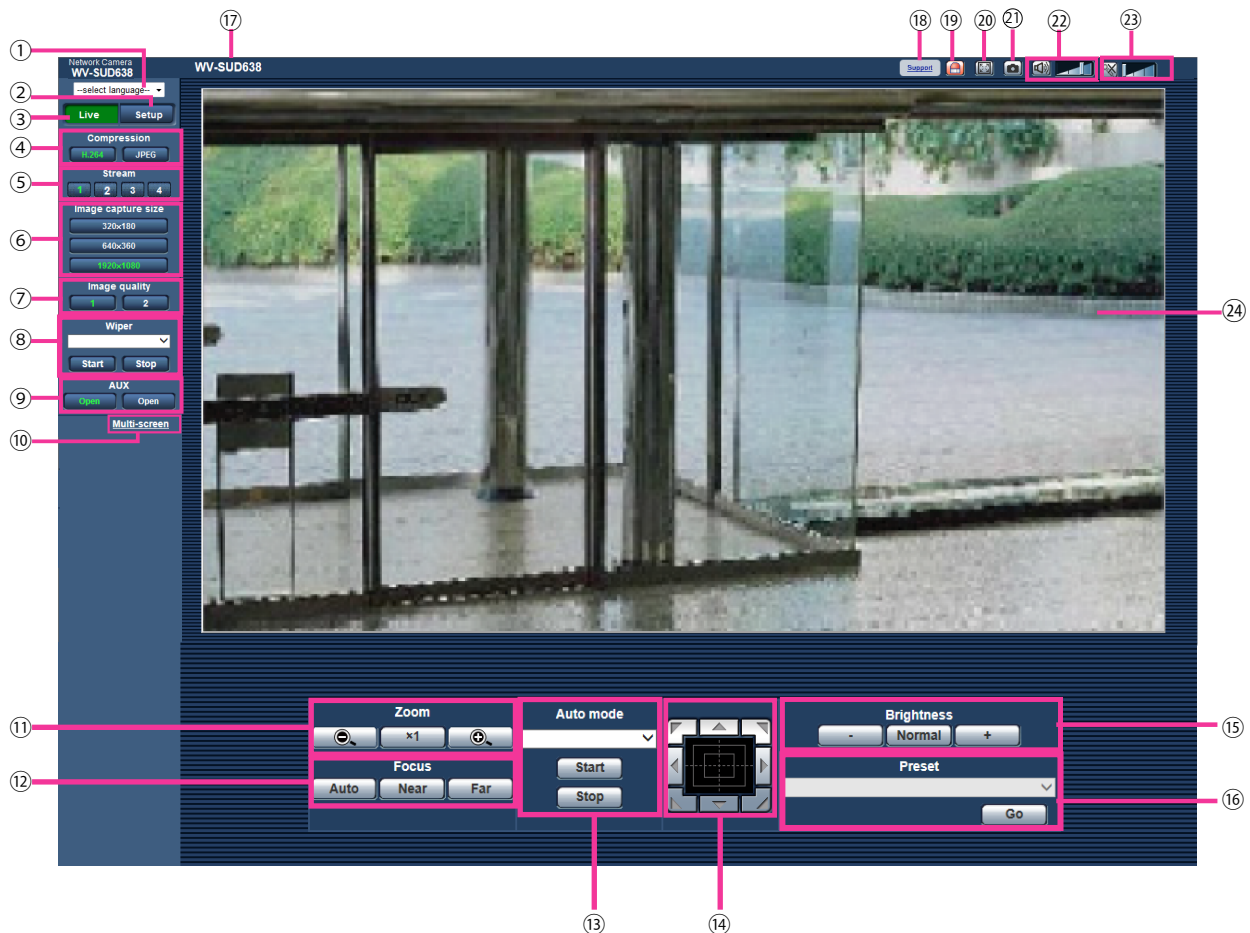 ⑰ ⑱ ⑲ ⑳ ㉑ ㉒ ㉓
①
Network Camera
WV-SUD638
WV-SUD638
Support
--select language--
②
Live Setup
③
Compression
④
H.264 JPEG
Stream
⑤
1 2 3 4
Image capture size
320x180
⑥
640x360
1920x1080
Image quality
⑦
1 2
Wiper
⑧
Start Stop
AUX
⑨
Open Open
Multi-screen
⑩
㉔
Zoom
⑪
×1
Focus
⑫
Auto Near Far
Auto mode
Start
Stop
⑬
⑭
Brightness
⑮
- Normal +
Preset
⑯
Go